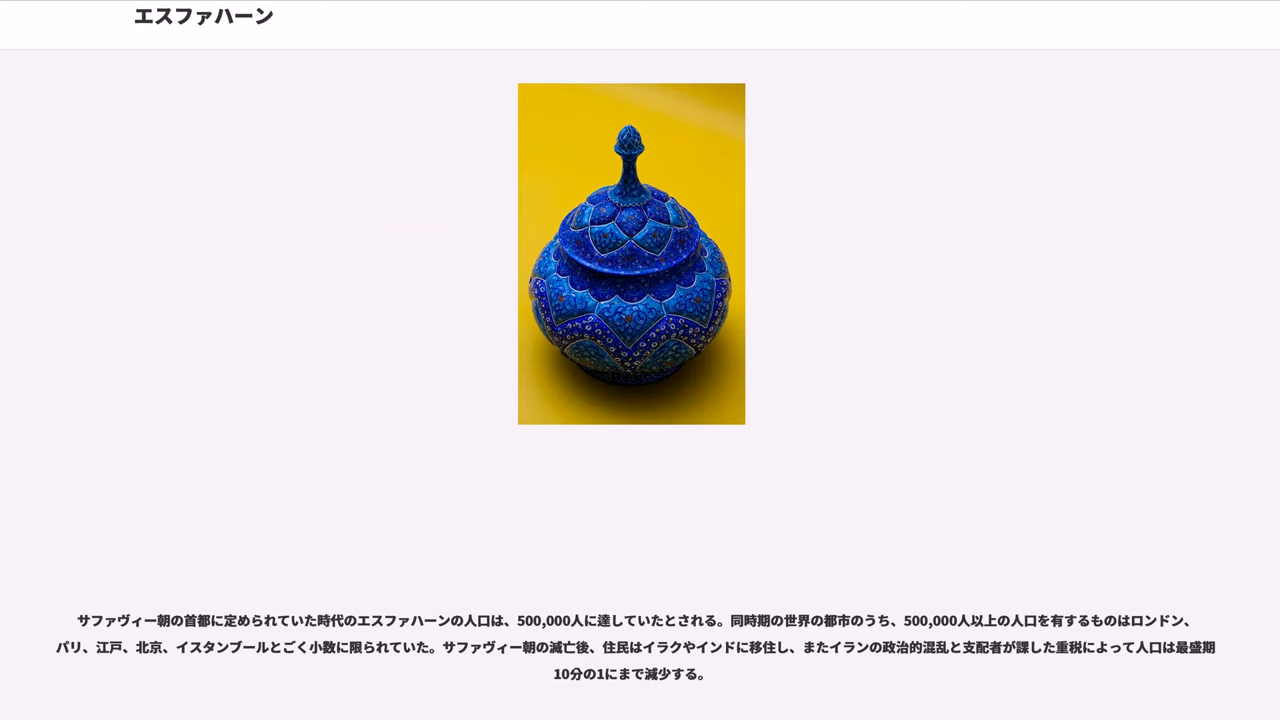 エスファハーン
サファヴィー朝の首都に定められていた時代のエスファハーンの人口は、500,000人に達していたとされる。同時期の世界の都市のうち、500,000人以上の人口を有するものはロンドン、
パリ、江戸、北京、イスタンブールとごく小数に限られていた。サファヴィー朝の滅亡後、住民はイラクやインドに移住し、またイランの政治的混乱と支配者が課した重税によって人口は最盛期
10分の1にまで減少する。